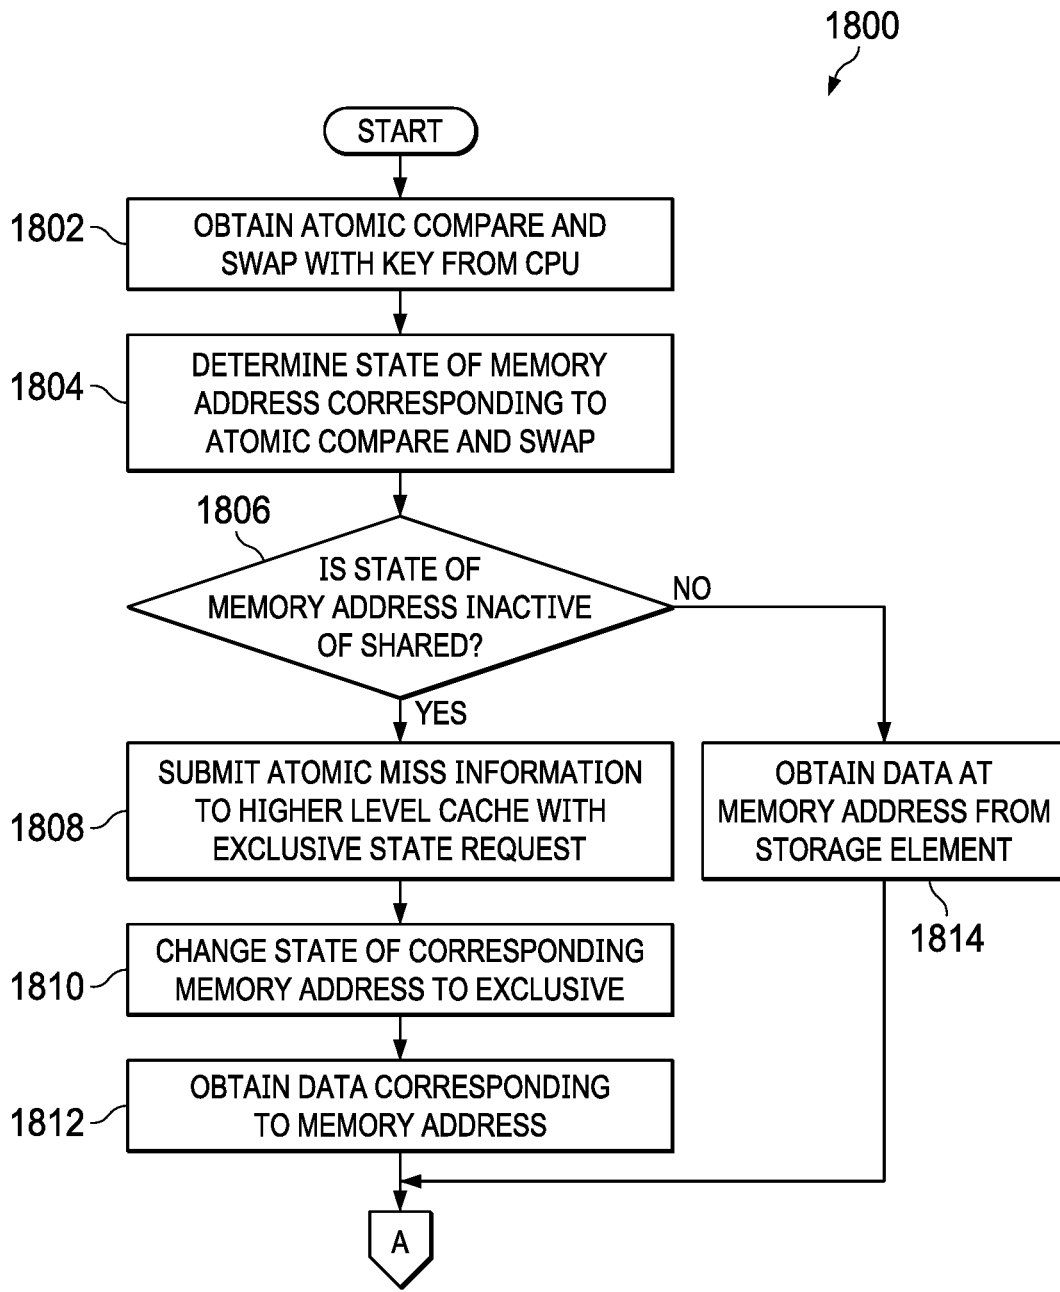 1800
START
1802
OBTAIN ATOMIC COMPARE AND
SWAP WITH KEY FROM CPU
1804
DETERMINE STATE OF MEMORY
ADDRESS CORRESPONDING TO
ATOMIC COMPARE AND SWAP
1806
IS STATE OF
MEMORY ADDRESS INACTIVE
OF SHARED?
NO
YES
1808
SUBMIT ATOMIC MISS INFORMATION
TO HIGHER LEVEL CACHE WITH
EXCLUSIVE STATE REQUEST
OBTAIN DATA AT
MEMORY ADDRESS FROM
STORAGE ELEMENT
1814
1810
CHANGE STATE OF CORRESPONDING
MEMORY ADDRESS TO EXCLUSIVE
1812
OBTAIN DATA CORRESPONDING
TO MEMORY ADDRESS
A